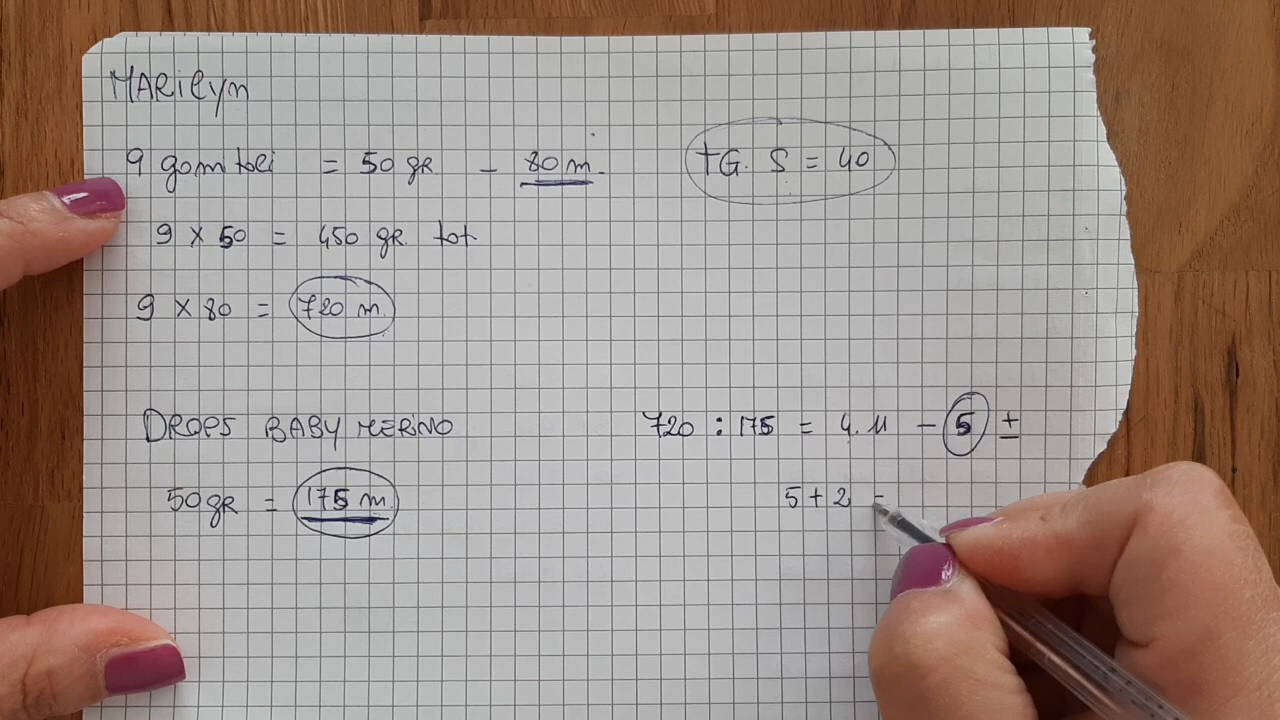 MARilyn
9 gomitoli = 50 gr - 80 m.
tG. S = 40
9 x 50 = 450 gr. tot
9 x 80 = 720 m.
DROPS BABY MERINO
50 gr = 175 m.
720 : 175 = 4.11 - 5 ±
5 + 2 =